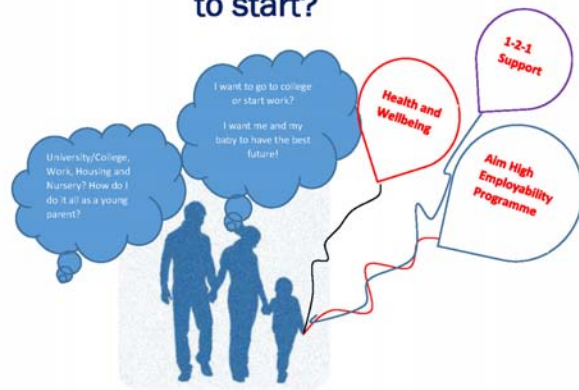 to start?
I want to go to college
or start work?
I want me and my
baby to have the best
future!
University/College,
Work, Housing and
Nursery? How do I
do it all as a young
parent?
Health and
Wellbeing
1-2-1
Support
Aim High
Employability
Programme